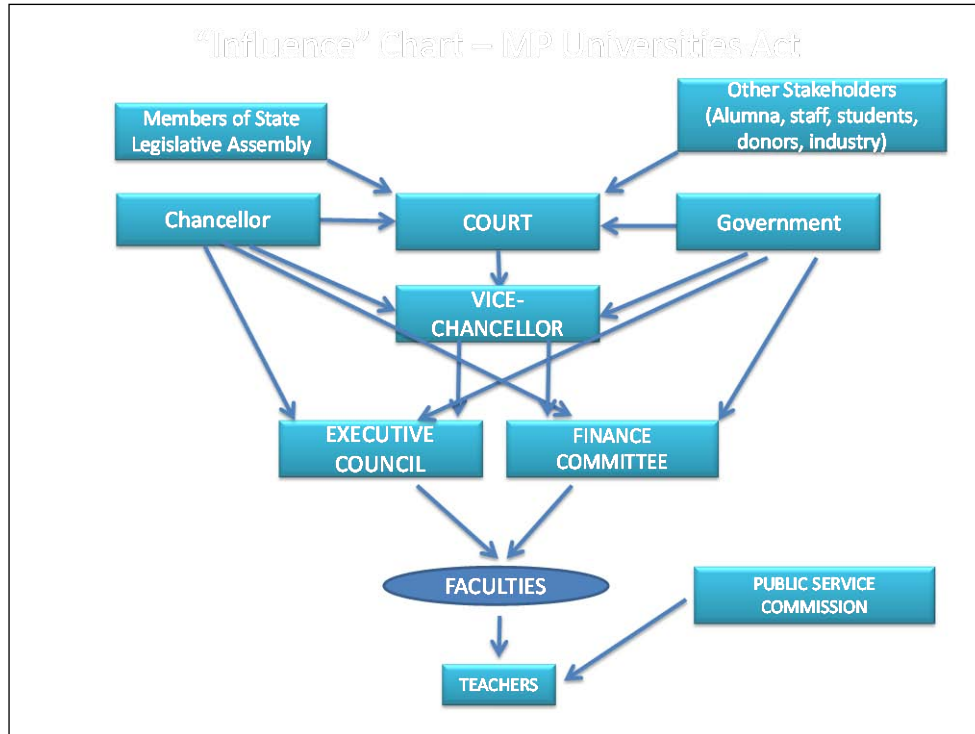 "Influence" Chart – MP Universities Act
Members of State
Legislative Assembly
Other Stakeholders
(Alumna, staff, students,
donors, industry)
Chancellor
COURT
Government
VICE-
CHANCELLOR
EXECUTIVE
COUNCIL
FINANCE
COMMITTEE
FACULTIES
PUBLIC SERVICE
COMMISSION
TEACHERS